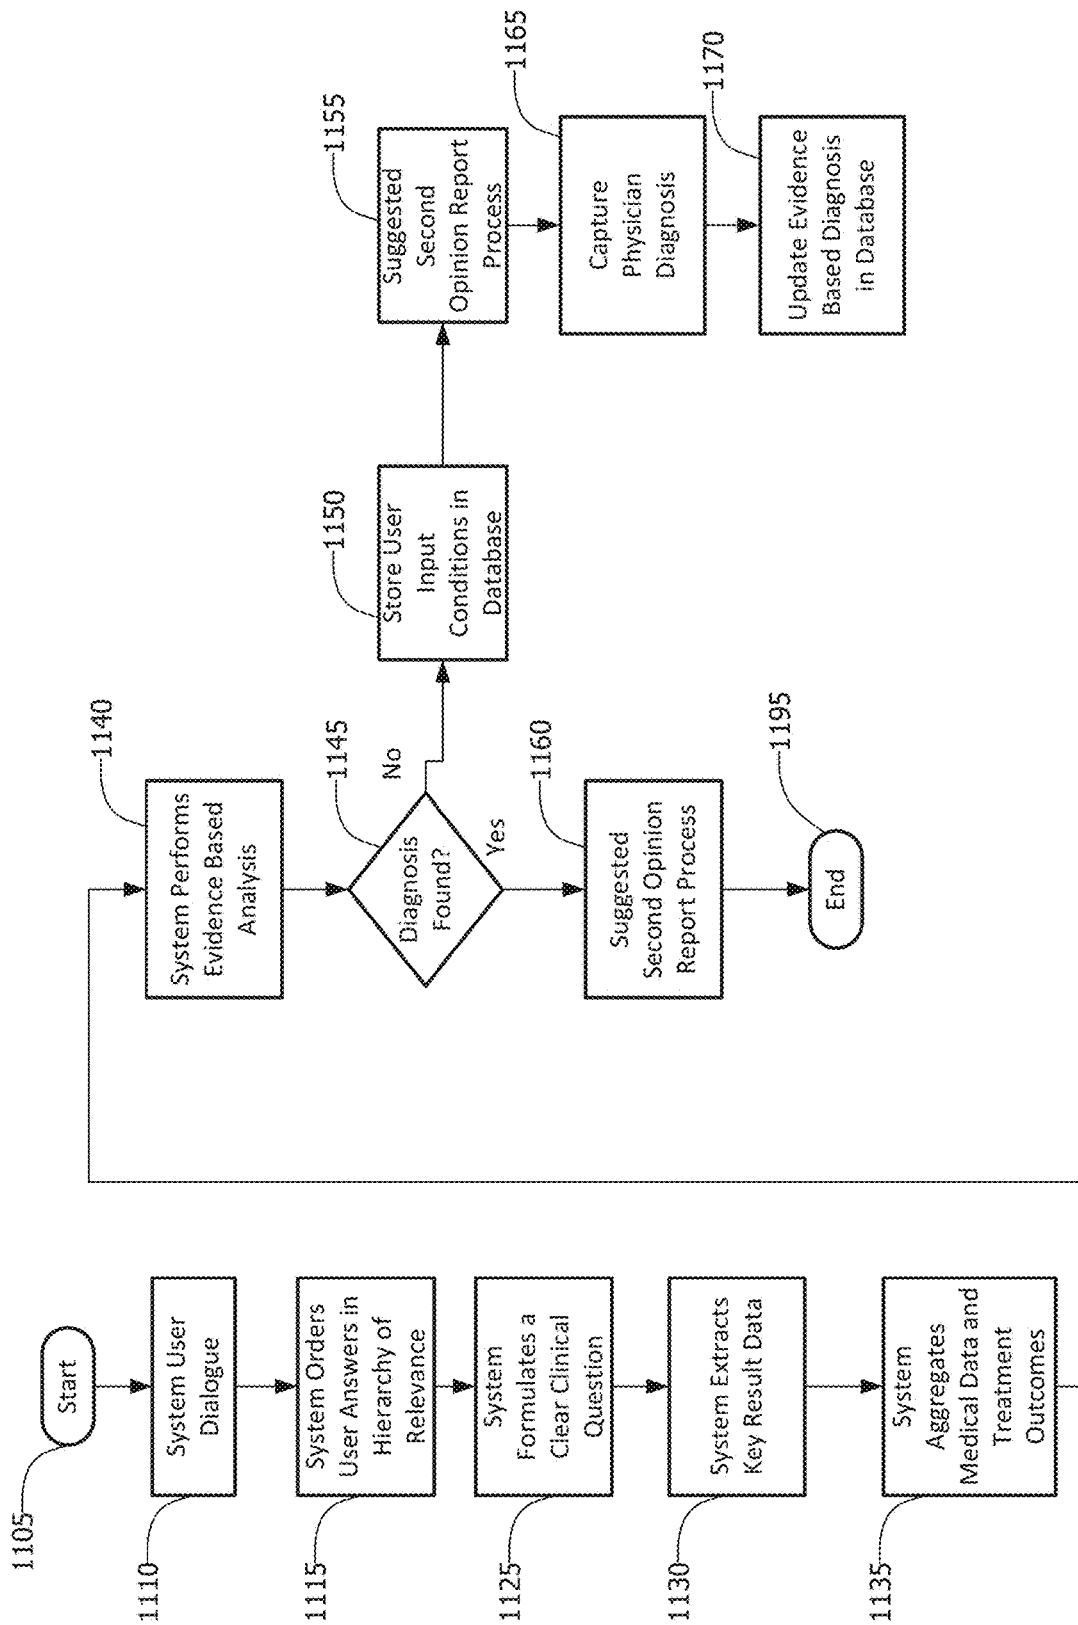 1105
Start
1110
System User
Dialogue
1115
System Orders
User Answers in
Hierarchy of
Relevance
1125
System
Formulates a
Clear Clinical
Question
1130
System Extracts
Key Result Data
1135
System
Aggregates
Medical Data and
Treatment
Outcomes
1140
System Performs
Evidence Based
Analysis
1145
Diagnosis
Found?
No
Yes
1150
Store User
Input
Conditions in
Database
1155
Suggested
Second
Opinion Report
Process
1160
Suggested
Second Opinion
Report Process
1165
Capture
Physician
Diagnosis
1170
Update Evidence
Based Diagnosis
in Database
1195
End